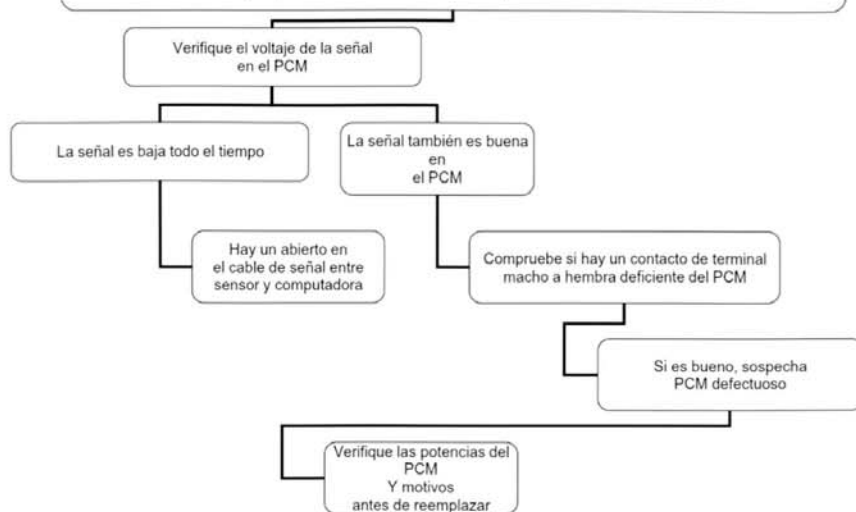 Verifique el voltaje de la señal
en el PCM
La señal es baja todo el tiempo
La señal también es buena
en
el PCM
Hay un abierto en
el cable de señal entre
sensor y computadora
Compruebe si hay un contacto de terminal
macho a hembra deficiente del PCM
Si es bueno, sospecha
PCM defectuoso
Verifique las potencias del
PCM
Y motivos
antes de reemplazar